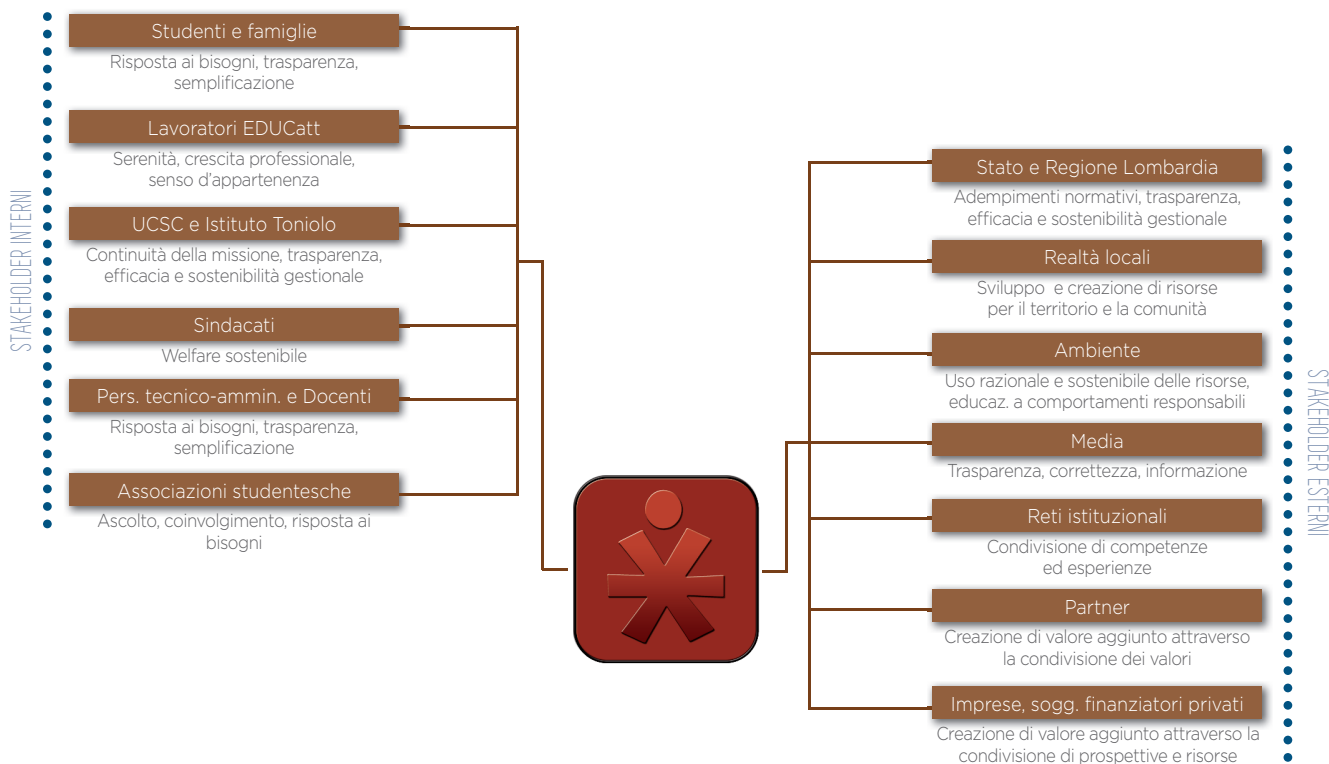 STAKEHOLDER INTERNI
Studenti e famiglie
Risposta ai bisogni, trasparenza,
semplificazione
Lavoratori EDUCatt
Serenità, crescita professionale,
senso d'appartenenza
UCSC e Istituto Toniolo
Continuità della missione, trasparenza,
efficacia e sostenibilità gestionale
Sindacati
Welfare sostenibile
Pers. tecnico-ammin. e Docenti
Risposta ai bisogni, trasparenza,
semplificazione
Associazioni studentesche
Ascolto, coinvolgimento, risposta ai
bisogni
Stato e Regione Lombardia
Adempimenti normativi, trasparenza,
efficacia e sostenibilità gestionale
Realtà locali
Sviluppo e creazione di risorse
per il territorio e la comunità
Ambiente
Uso razionale e sostenibile delle risorse,
educaz. a comportamenti responsabili
Media
Trasparenza, correttezza, informazione
Reti istituzionali
Condivisione di competenze
ed esperienze
Partner
Creazione di valore aggiunto attraverso
la condivisione dei valori
Imprese, sogg. finanziatori privati
Creazione di valore aggiunto attraverso la
condivisione di prospettive e risorse
STAKEHOLDER ESTERNI